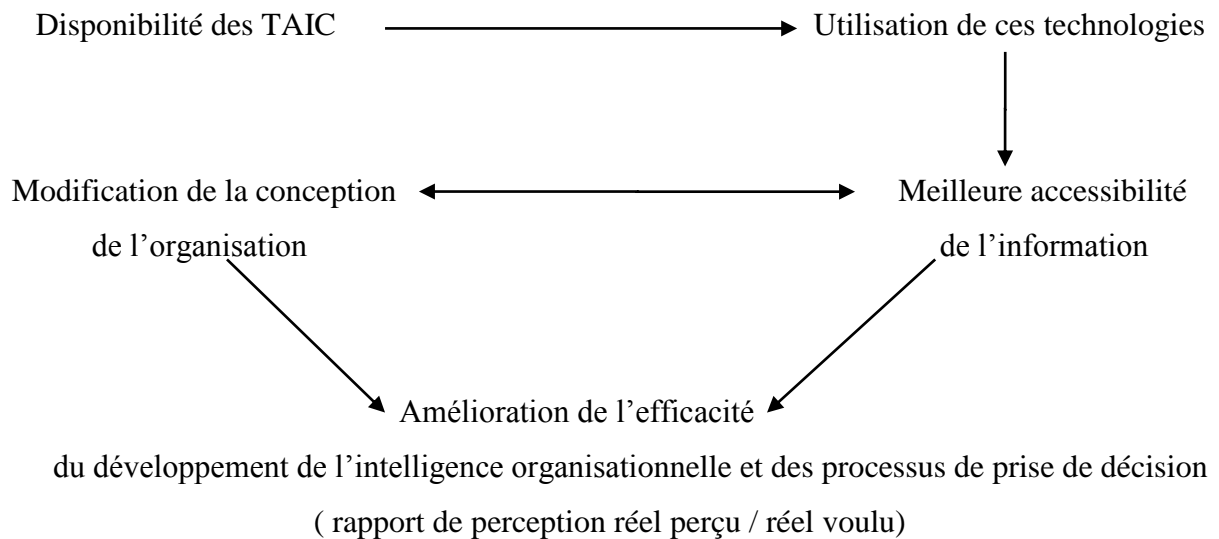 Disponibilité des TAIC
Utilisation de ces technologies
Modification de la conception
de l’organisation
Meilleure accessibilité
de l’information
Amélioration de l’efficacité
du développement de l’intelligence organisationnelle et des processus de prise de décision
( rapport de perception réel perçu / réel voulu)